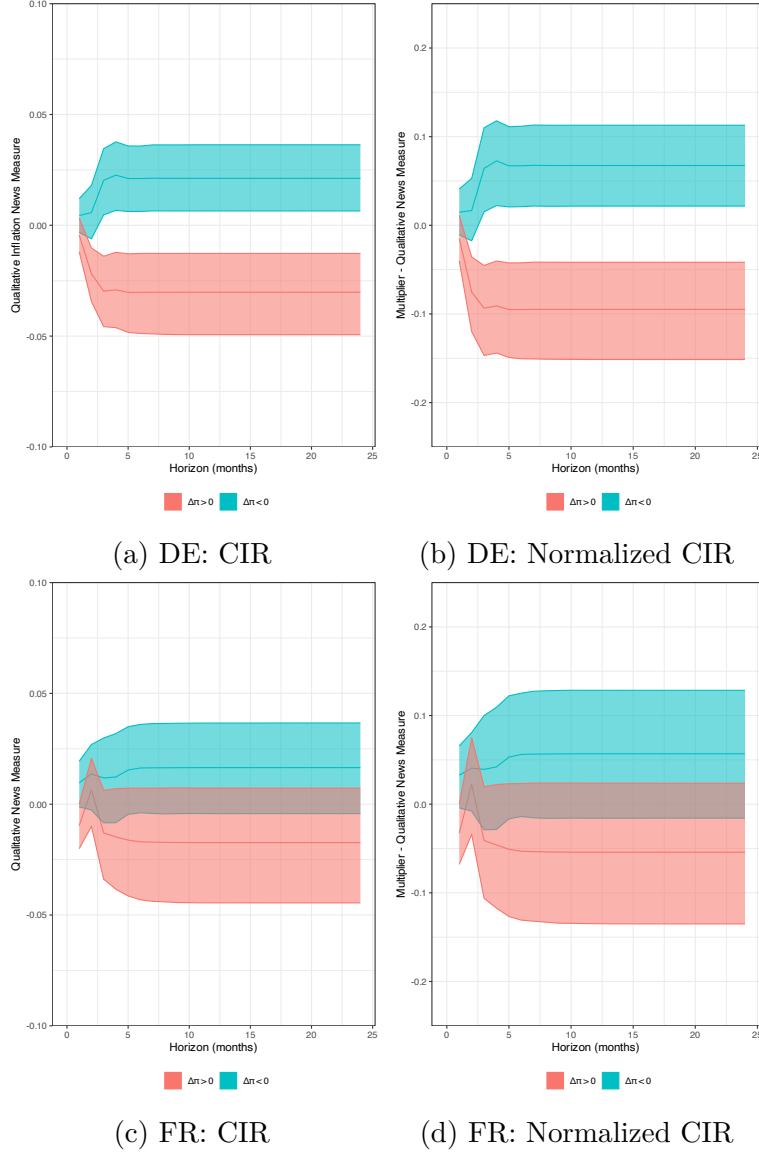 0.10
0.05
0.00
-0.05
-0.10
Qualitative Inflation News Measure
0 5 10 15 20 25
Horizon (months)
Δπ>0 Δπ<0
(a) DE: CIR
0.2
0.1
0.0
-0.1
-0.2
Multiplier - Qualitative News Measure
0 5 10 15 20 25
Horizon (months)
Δπ>0 Δπ<0
(b) DE: Normalized CIR
0.10
0.05
0.00
-0.05
-0.10
Qualitative News Measure
0 5 10 15 20 25
Horizon (months)
Δπ>0 Δπ<0
(c) FR: CIR
0.2
0.1
0.0
-0.1
-0.2
Multiplier - Qualitative News Measure
0 5 10 15 20 25
Horizon (months)
Δπ>0 Δπ<0
(d) FR: Normalized CIR